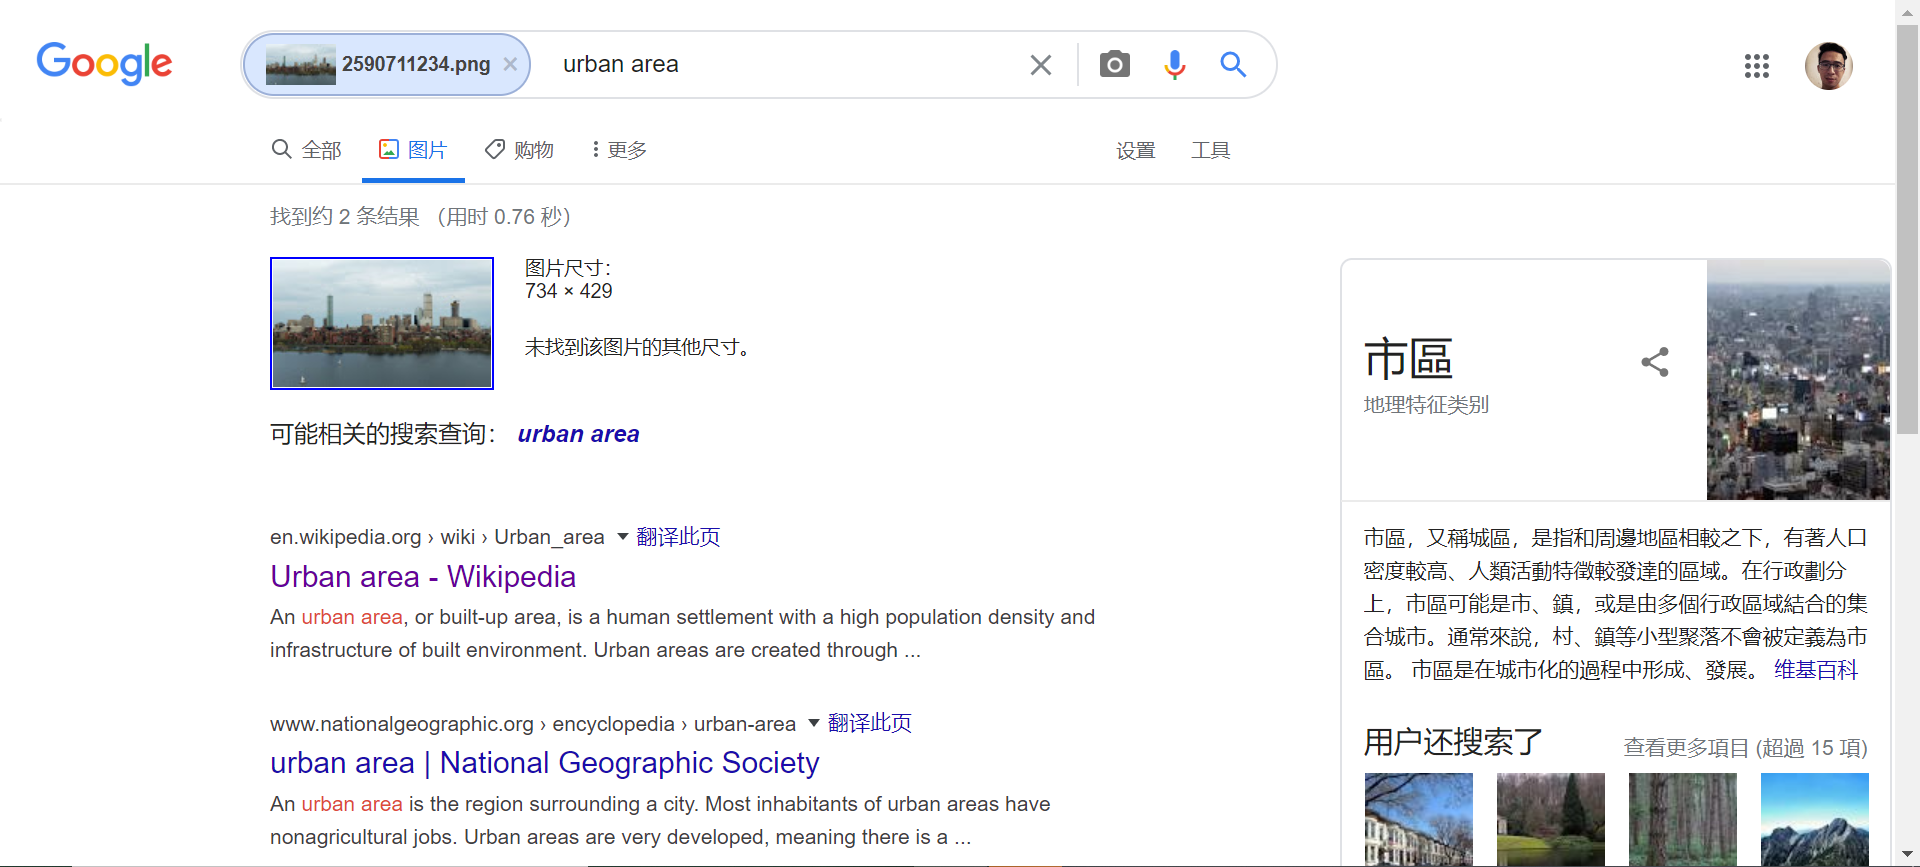 Google
2590711234.png
urban area
全部
图片
购物
更多
设置
工具
找到约 2 条结果 （用时 0.76 秒）
图片尺寸：
734 × 429
未找到该图片的其他尺寸。
可能相关的搜索查询： urban area
en.wikipedia.org › wiki › Urban_area 翻译此页
Urban area - Wikipedia
An urban area, or built-up area, is a human settlement with a high population density and
infrastructure of built environment. Urban areas are created through ...
www.nationalgeographic.org › encyclopedia › urban-area 翻译此页
urban area | National Geographic Society
An urban area is the region surrounding a city. Most inhabitants of urban areas have
nonagricultural jobs. Urban areas are very developed, meaning there is a ...
市區
地理特征类别
市區，又稱城區，是指和周邊地區相較之下，有著人口
密度較高、人類活動特徵較發達的區域。在行政劃分
上，市區可能是市、鎮，或是由多個行政區域結合的集
合城市。通常來說，村、鎮等小型聚落不會被定義為市
區。 市區是在城市化的過程中形成、發展。 维基百科
用户还搜索了
查看更多項目 (超過 15 項)